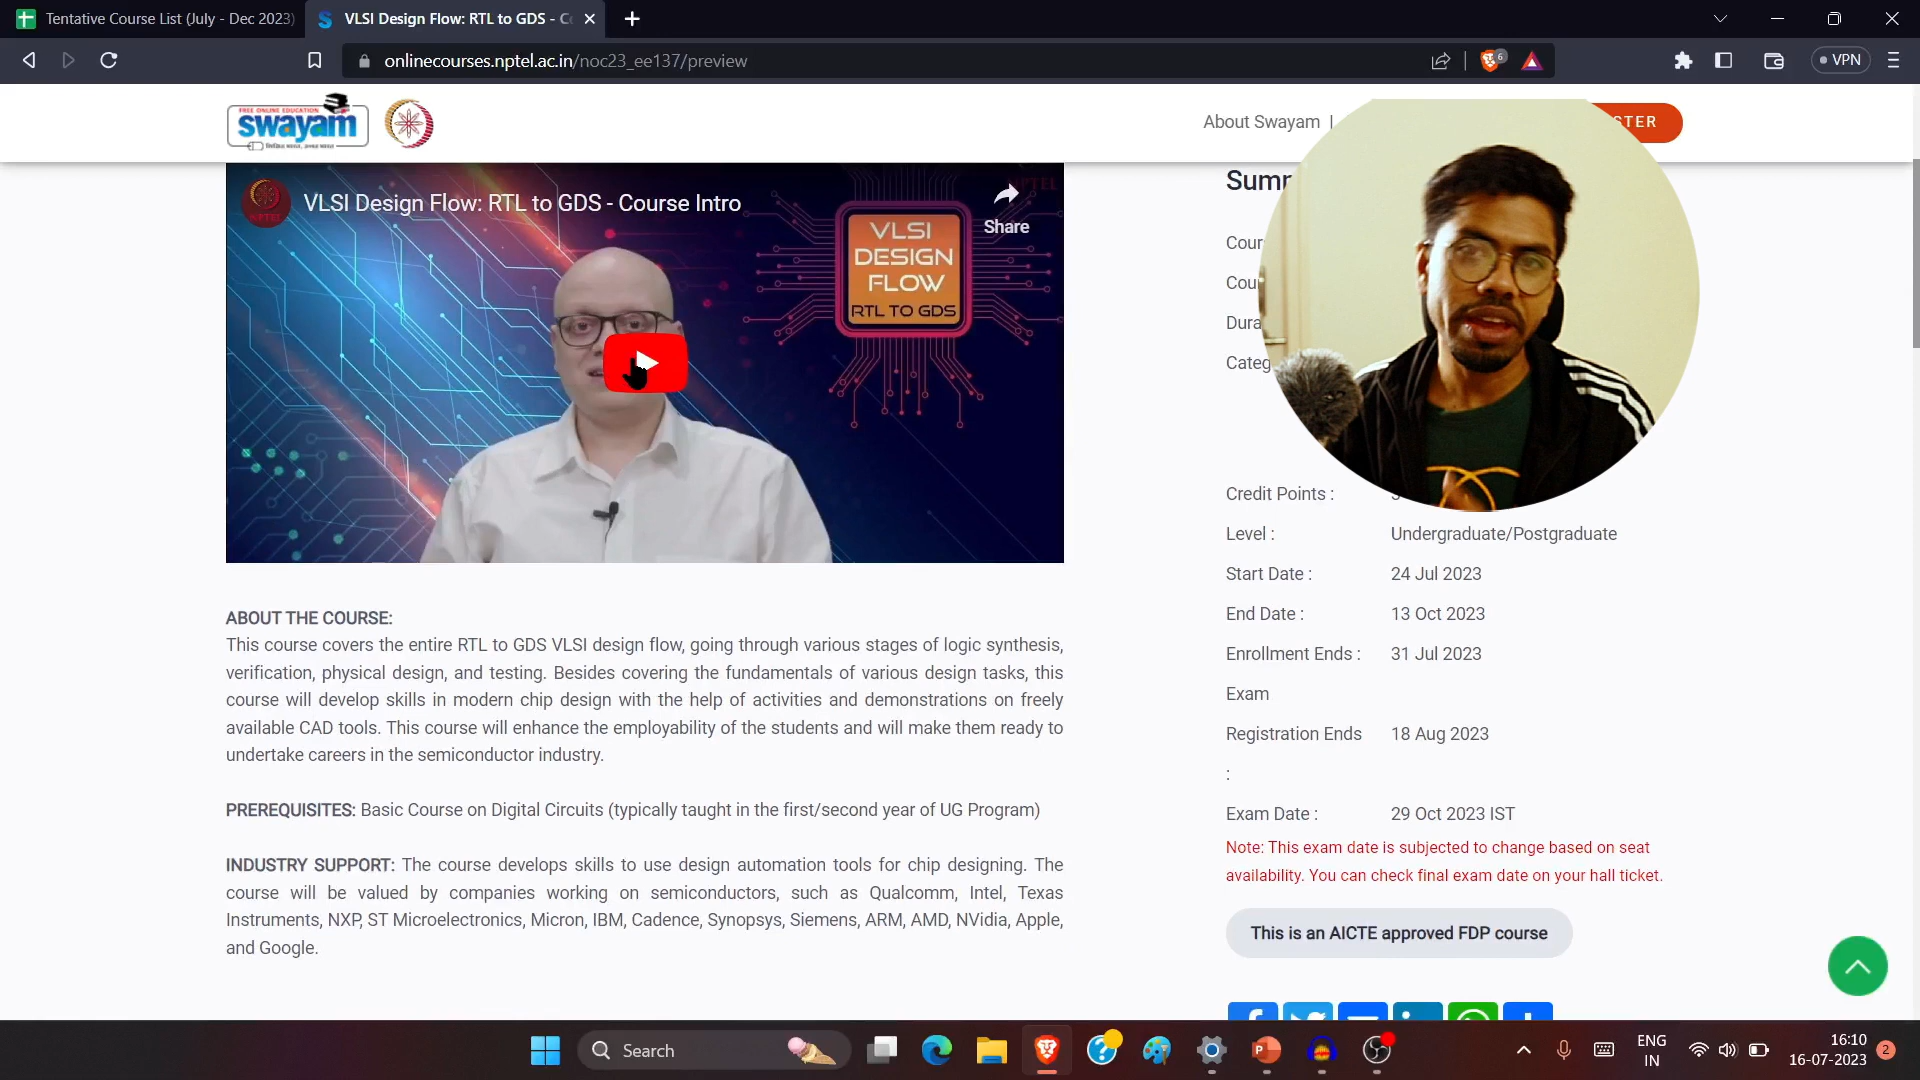 Tentative Course List (July - Dec 2023)
VLSI Design Flow: RTL to GDS - Co
onlinecourses.nptel.ac.in/noc23_ee137/preview
6
VPN
FREE ONLINE EDUCATION
swayam
About Swayam |
STER
NPTEL
VLSI Design Flow: RTL to GDS - Course Intro
Share
VLSI
DESIGN
FLOW
RTL TO GDS
Summ
Cour
Cou
Dura
Categ
Credit Points :
Level : Undergraduate/Postgraduate
Start Date : 24 Jul 2023
End Date : 13 Oct 2023
Enrollment Ends : 31 Jul 2023
Exam
Registration Ends 18 Aug 2023
:
Exam Date : 29 Oct 2023 IST
Note: This exam date is subjected to change based on seat
availability. You can check final exam date on your hall ticket.
This is an AICTE approved FDP course
ABOUT THE COURSE:
This course covers the entire RTL to GDS VLSI design flow, going through various stages of logic synthesis,
verification, physical design, and testing. Besides covering the fundamentals of various design tasks, this
course will develop skills in modern chip design with the help of activities and demonstrations on freely
available CAD tools. This course will enhance the employability of the students and will make them ready to
undertake careers in the semiconductor industry.
PREREQUISITES: Basic Course on Digital Circuits (typically taught in the first/second year of UG Program)
INDUSTRY SUPPORT: The course develops skills to use design automation tools for chip designing. The
course will be valued by companies working on semiconductors, such as Qualcomm, Intel, Texas
Instruments, NXP, ST Microelectronics, Micron, IBM, Cadence, Synopsys, Siemens, ARM, AMD, NVidia, Apple,
and Google.
Search
ENG
IN
16:10
16-07-2023
2